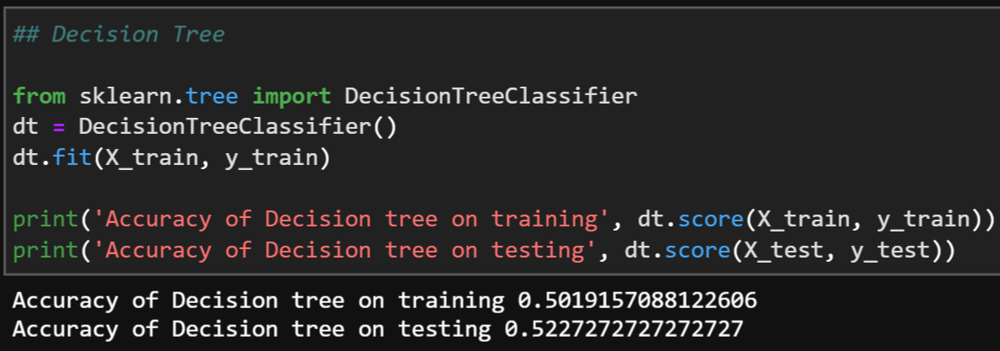 ## Decision Tree
from sklearn.tree import DecisionTreeClassifier
dt = DecisionTreeClassifier()
dt.fit(X_train, y_train)
print('Accuracy of Decision tree on training', dt.score(X_train, y_train))
print('Accuracy of Decision tree on testing', dt.score(X_test, y_test))
Accuracy of Decision tree on training 0.5019157088122606
Accuracy of Decision tree on testing 0.5227272727272727